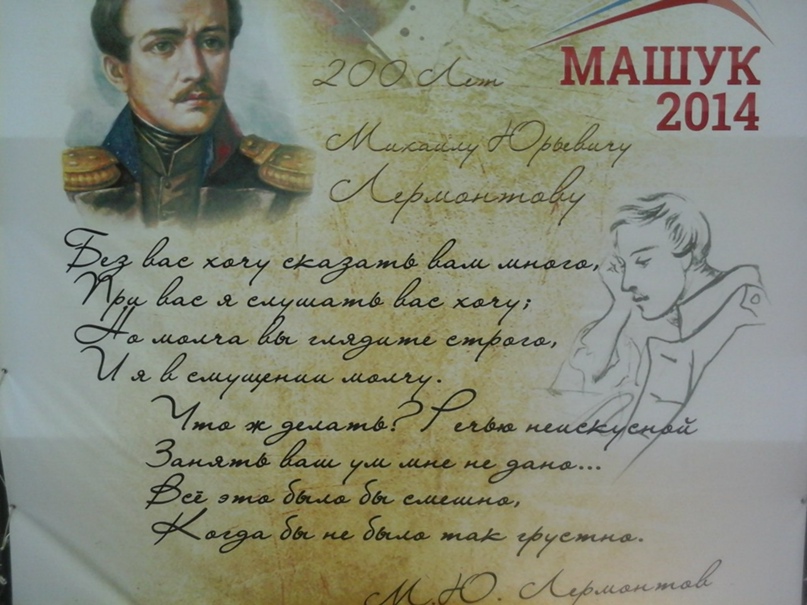 200 Лет
МАШУК
2014
Михаилу Юрьевичу
Лермонтову
Без вас хочу сказать вам много,
При вас я слушать вас хочу;
Но молча вы глядите строго,
И я в смущении молчу.
Что ж делать? Речью неискусной
Занять ваш ум мне не дано...
Всё это было бы смешно,
Когда бы не было так грустно.
М.Ю. Лермонтов